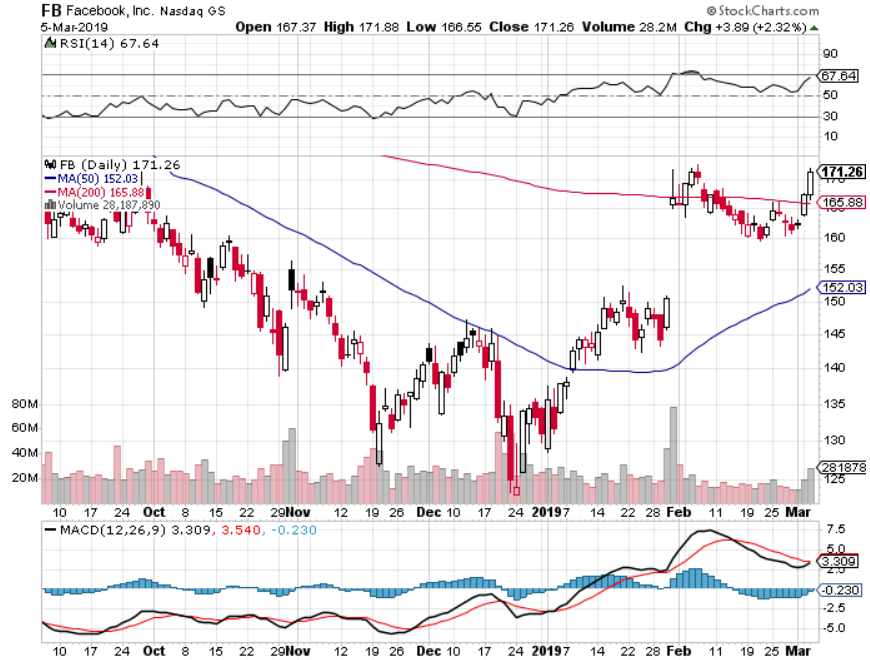 FB Facebook, Inc. Nasdaq GS © StockCharts.com
5-Mar-2019 Open 167.37 High 171.88 Low 166.55 Close 171.26 Volume 28.2M Chg +3.89 (+2.32%)
RSI(14) 67.64
90
67.64
50
30
10
FB (Daily) 171.26
MA(50) 152.03
MA(200) 165.88
Volume 28,187,890
171.26
170
165.88
160
155
152.03
150
145
140
135
130
281878
125
80M
60M
40M
20M
10 17 24 Oct 8 15 22 29 Nov 12 19 26 Dec 10 17 24 2019 7 14 22 28 Feb 11 19 25 Mar
MACD(12,26,9) 3.309, 3.540, -0.230
7.5
5.0
3.309
2.5
-0.230
-2.5
-5.0
10 17 24 Oct 8 15 22 29 Nov 12 19 26 Dec 10 17 24 2019 7 14 22 28 Feb 11 19 25 Mar